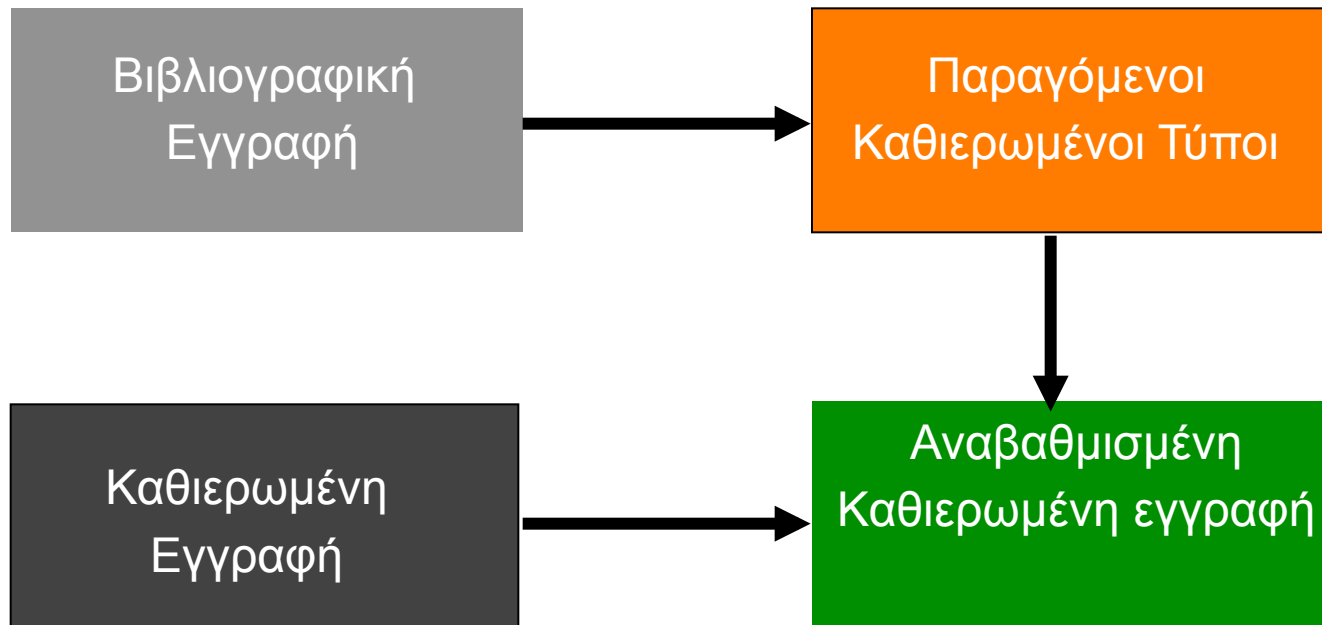 Βιβλιογραφική
Εγγραφή
Παραγόμενοι
Καθιερωμένοι Τύποι
Καθιερωμένη
Εγγραφή
Αναβαθμισμένη
Καθιερωμένη εγγραφή